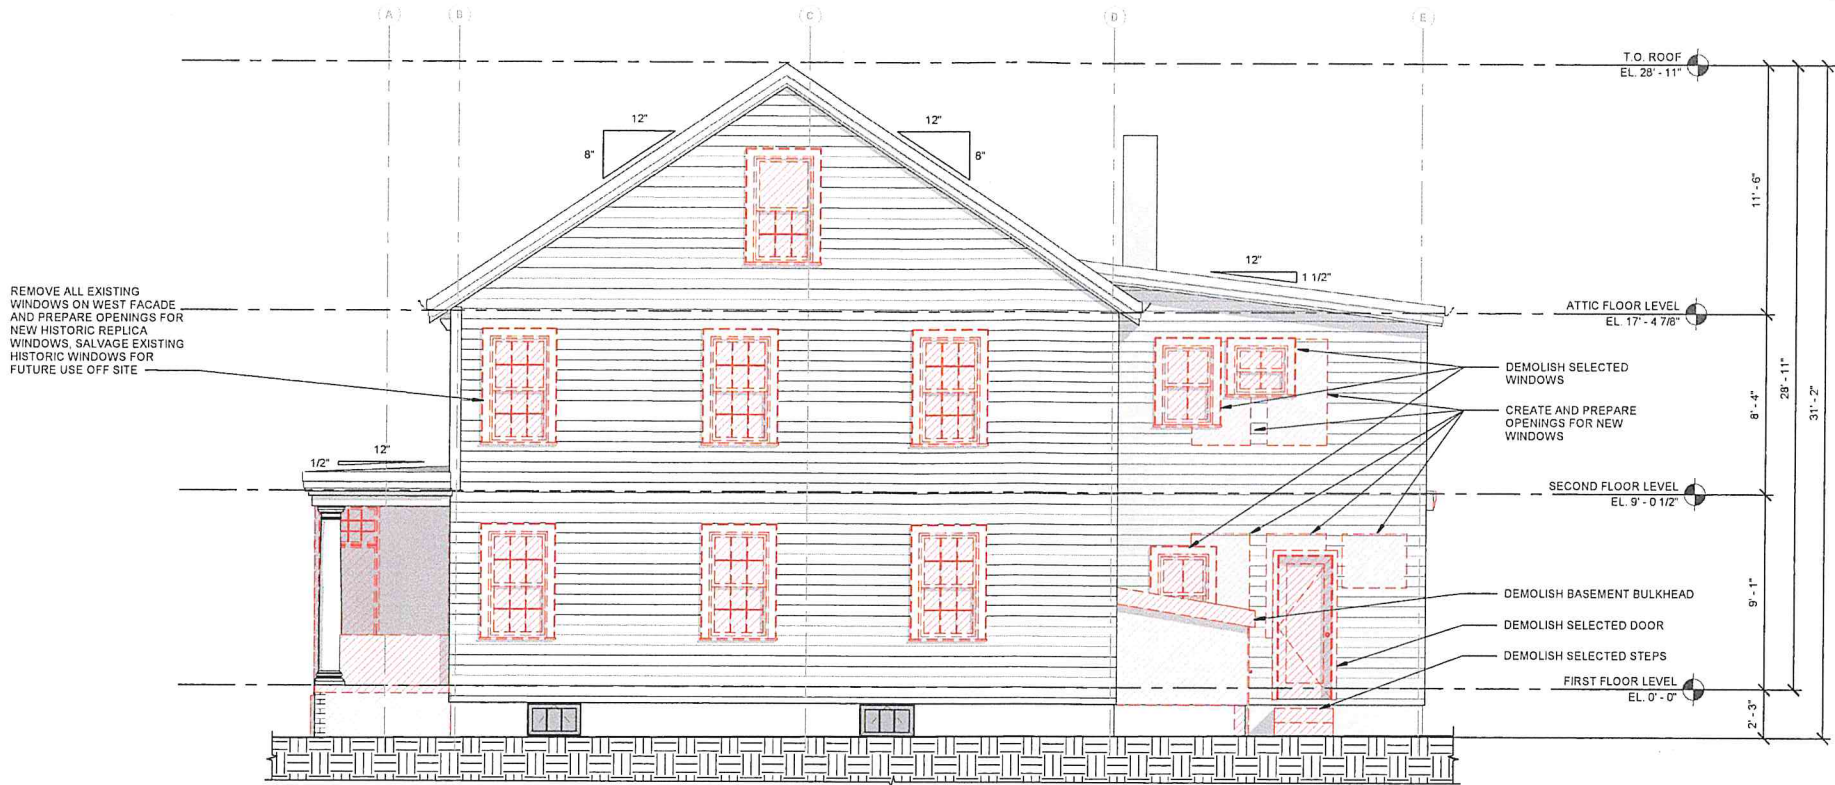 (A) (B) (C) (D) (E)
T.O. ROOF
EL. 28' - 11"
12"
8"
12"
8"
11' - 6"
12"
1 1/2"
REMOVE ALL EXISTING
WINDOWS ON WEST FACADE
AND PREPARE OPENINGS FOR
NEW HISTORIC REPLICA
WINDOWS, SALVAGE EXISTING
HISTORIC WINDOWS FOR
FUTURE USE OFF SITE
ATTIC FLOOR LEVEL
EL. 17' - 4 7/8"
DEMOLISH SELECTED
WINDOWS
CREATE AND PREPARE
OPENINGS FOR NEW
WINDOWS
8' - 4"
28' - 11"
31' - 2"
12"
1/2"
SECOND FLOOR LEVEL
EL. 9' - 0 1/2"
9' - 1"
DEMOLISH BASEMENT BULKHEAD
DEMOLISH SELECTED DOOR
DEMOLISH SELECTED STEPS
FIRST FLOOR LEVEL
EL. 0' - 0"
2' - 3"